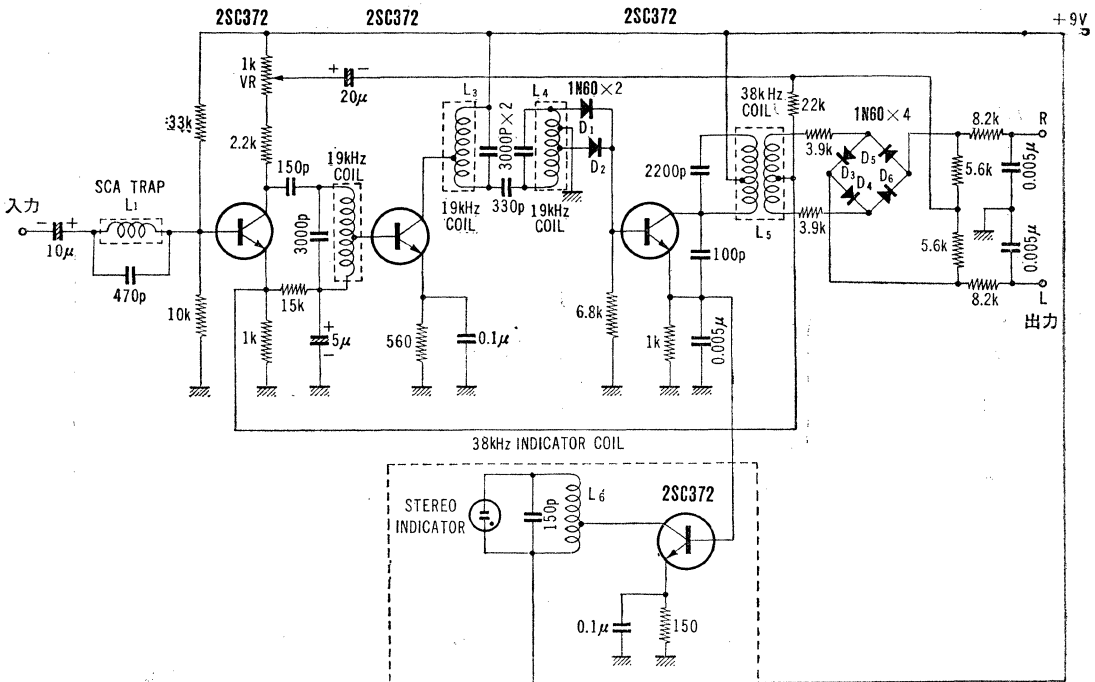 2SC372
2SC372
2SC372
+9V
1k
VR
+ −
20μ
33k
2.2k
150p
19kHz
COIL
L3
3000P×2
L4
1N60×2
D1
D2
38kHz
COIL
22k
1N60×4
8.2k
R
3.9k
D5
D3
D4
D6
5.6k
0.005μ
2200p
SCA TRAP
L1
入力
− +
10μ
470p
3000p
19kHz
COIL
330p
19kHz
COIL
100p
L5
3.9k
5.6k
0.005μ
8.2k
L
出力
10k
15k
1k
+
5μ
−
560
0.1μ
6.8k
1k
0.005μ
38kHz INDICATOR COIL
STEREO
INDICATOR
150p
L6
2SC372
0.1μ
150